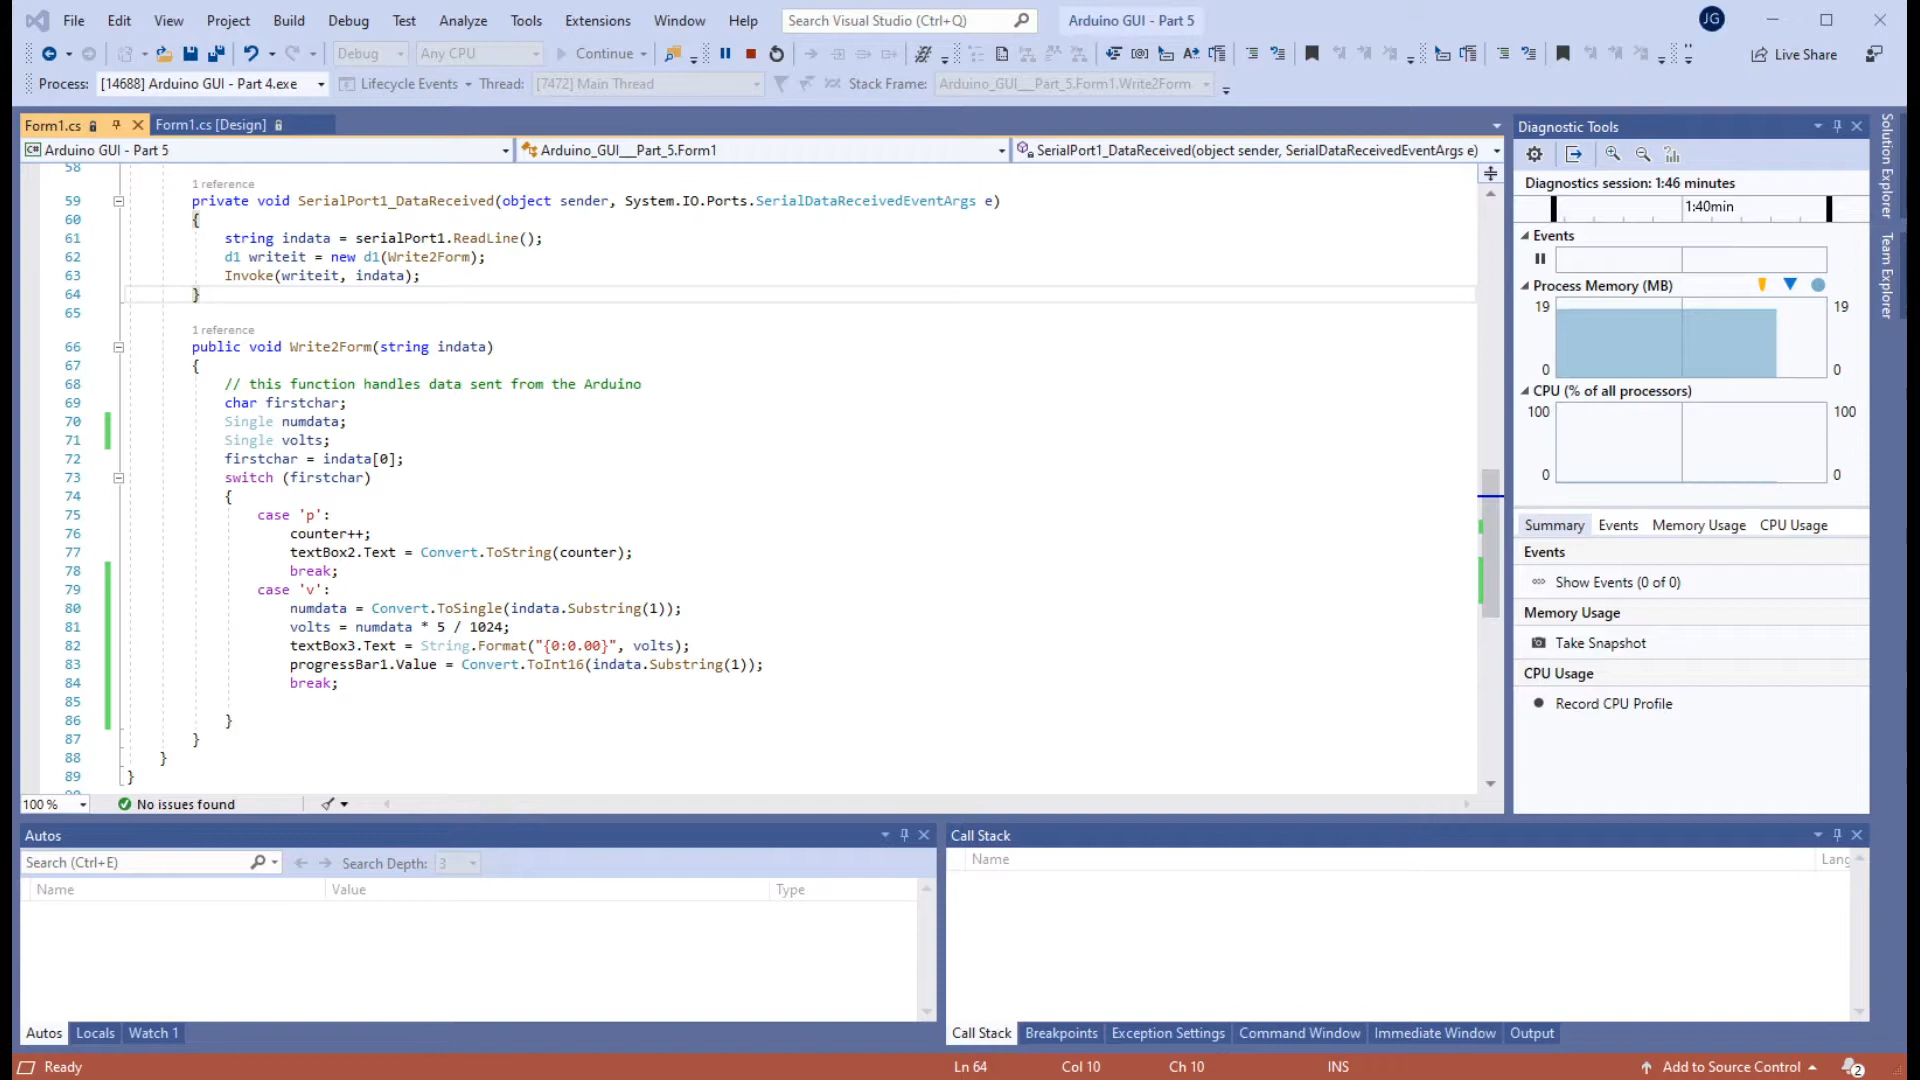 File Edit View Project Build Debug Test Analyze Tools Extensions Window Help Search Visual Studio (Ctrl+Q) Arduino GUI - Part 5 JG
Debug Any CPU Continue Live Share
Process: [14688] Arduino GUI - Part 4.exe Lifecycle Events Thread: [7472] Main Thread Stack Frame: Arduino_GUI__Part_5.Form1.Write2Form
Form1.cs Form1.cs [Design]
Arduino GUI - Part 5 Arduino_GUI__Part_5.Form1 SerialPort1_DataReceived(object sender, SerialDataReceivedEventArgs e)
58
1 reference
59 private void SerialPort1_DataReceived(object sender, System.IO.Ports.SerialDataReceivedEventArgs e)
60 {
61 string indata = serialPort1.ReadLine();
62 d1 writeit = new d1(Write2Form);
63 Invoke(writeit, indata);
64 }
65
1 reference
66 public void Write2Form(string indata)
67 {
68 // this function handles data sent from the Arduino
69 char firstchar;
70 Single numdata;
71 Single volts;
72 firstchar = indata[0];
73 switch (firstchar)
74 {
75 case 'p':
76 counter++;
77 textBox2.Text = Convert.ToString(counter);
78 break;
79 case 'v':
80 numdata = Convert.ToSingle(indata.Substring(1));
81 volts = numdata * 5 / 1024;
82 textBox3.Text = String.Format("{0:0.00}", volts);
83 progressBar1.Value = Convert.ToInt16(indata.Substring(1));
84 break;
85
86 }
87 }
88 }
89 }
100 % No issues found
Diagnostic Tools
Diagnostics session: 1:46 minutes
1:40min
Events
Process Memory (MB)
19 19
0 0
CPU (% of all processors)
100 100
0 0
Summary Events Memory Usage CPU Usage
Events
Show Events (0 of 0)
Memory Usage
Take Snapshot
CPU Usage
Record CPU Profile
Solution Explorer
Team Explorer
Autos
Search (Ctrl+E) Search Depth: 3
Name Value Type
Autos Locals Watch 1
Call Stack
Name Lang
Call Stack Breakpoints Exception Settings Command Window Immediate Window Output
Ready Ln 64 Col 10 Ch 10 INS Add to Source Control 2